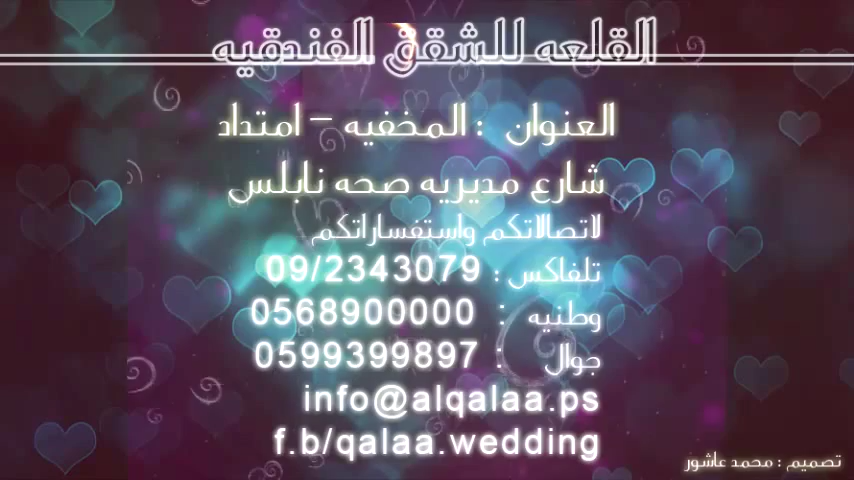 القلعه للشقق الفندقيه
العنوان : المخفيه – امتداد
شارع مديريه صحه نابلس
لاتصالاتكم واستفساراتكم
تلفاكس : 09/2343079
وطنيه : 0568900000
جوال : 0599399897
info@alqalaa.ps
f.b/qalaa.wedding
تصميم : محمد عاشور